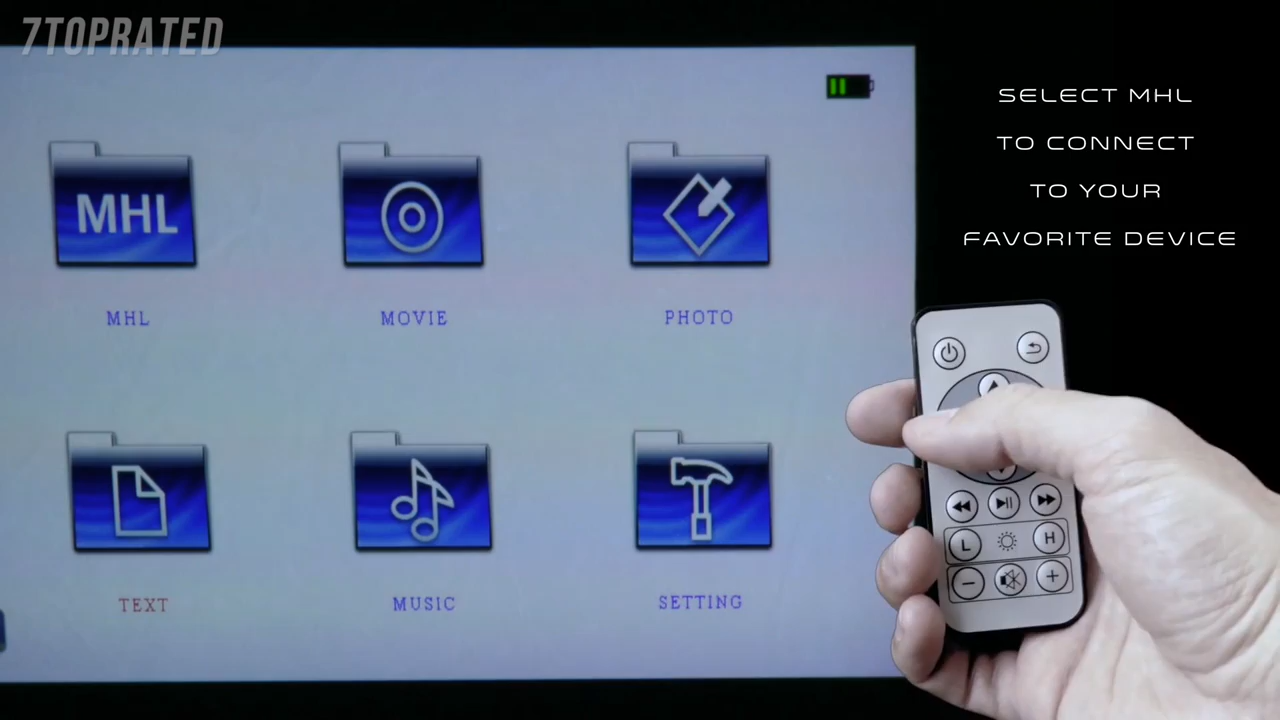 7TOPRATED
SELECT MHL
TO CONNECT
TO YOUR
FAVORITE DEVICE
MHL
MHL
MOVIE
PHOTO
TEXT
MUSIC
SETTING
L
H